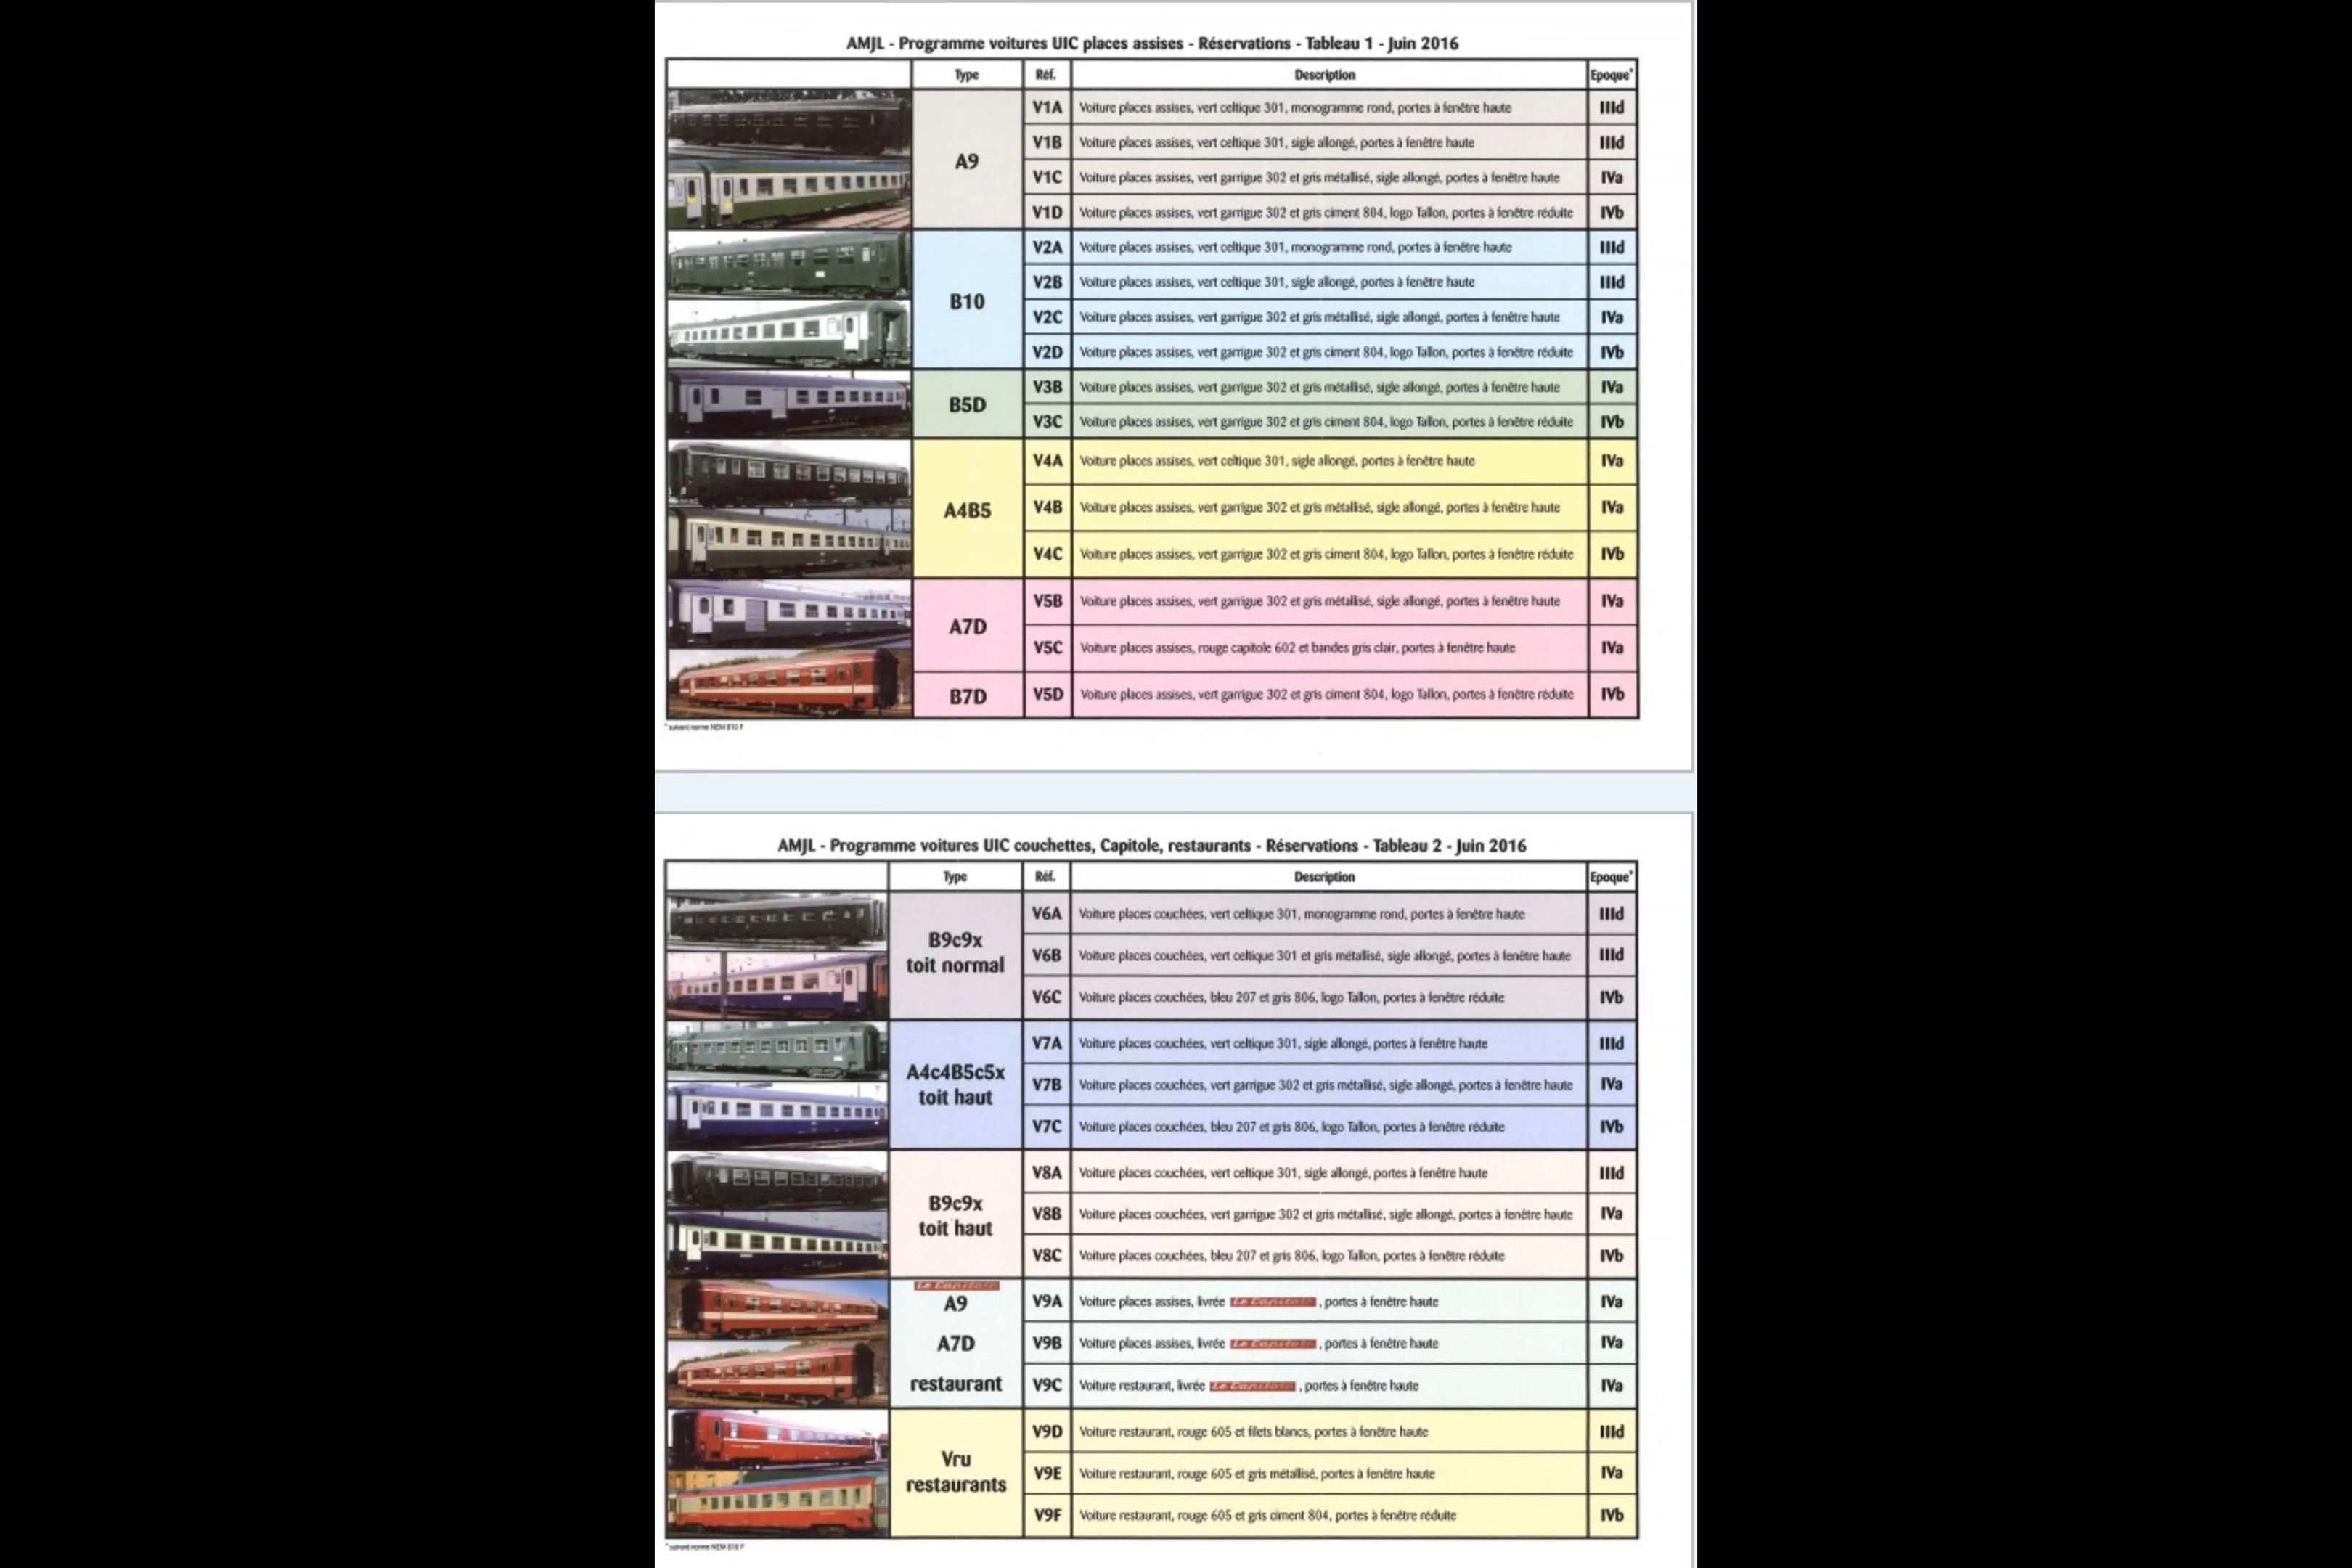 AMJL - Programme voitures UIC places assises - Réservations - Tableau 1 - Juin 2016
Type Réf. Description Epoque*
A9
V1A Voiture places assises, vert celtique 301, monogramme rond, portes à fenêtre haute IIId
V1B Voiture places assises, vert celtique 301, sigle allongé, portes à fenêtre haute IIId
V1C Voiture places assises, vert garrigue 302 et gris métallisé, sigle allongé, portes à fenêtre haute IVa
V1D Voiture places assises, vert garrigue 302 et gris ciment 804, logo Tallon, portes à fenêtre réduite IVb
B10
V2A Voiture places assises, vert celtique 301, monogramme rond, portes à fenêtre haute IIId
V2B Voiture places assises, vert celtique 301, sigle allongé, portes à fenêtre haute IIId
V2C Voiture places assises, vert garrigue 302 et gris métallisé, sigle allongé, portes à fenêtre haute IVa
V2D Voiture places assises, vert garrigue 302 et gris ciment 804, logo Tallon, portes à fenêtre réduite IVb
B5D
V3B Voiture places assises, vert garrigue 302 et gris métallisé, sigle allongé, portes à fenêtre haute IVa
V3C Voiture places assises, vert garrigue 302 et gris ciment 804, logo Tallon, portes à fenêtre réduite IVb
A4B5
V4A Voiture places assises, vert celtique 301, sigle allongé, portes à fenêtre haute IVa
V4B Voiture places assises, vert garrigue 302 et gris métallisé, sigle allongé, portes à fenêtre haute IVa
V4C Voiture places assises, vert garrigue 302 et gris ciment 804, logo Tallon, portes à fenêtre réduite IVb
A7D
V5B Voiture places assises, vert garrigue 302 et gris métallisé, sigle allongé, portes à fenêtre haute IVa
V5C Voiture places assises, rouge capitole 602 et bandes gris clair, portes à fenêtre haute IVa
B7D V5D Voiture places assises, vert garrigue 302 et gris ciment 804, logo Tallon, portes à fenêtre réduite IVb
* suivant norme NEM 810 F
AMJL - Programme voitures UIC couchettes, Capitole, restaurants - Réservations - Tableau 2 - Juin 2016
Type Réf. Description Epoque*
B9c9x
toit normal
V6A Voiture places couchées, vert celtique 301, monogramme rond, portes à fenêtre haute IIId
V6B Voiture places couchées, vert celtique 301 et gris métallisé, sigle allongé, portes à fenêtre haute IIId
V6C Voiture places couchées, bleu 207 et gris 806, logo Tallon, portes à fenêtre réduite IVb
A4c4B5c5x
toit haut
V7A Voiture places couchées, vert celtique 301, sigle allongé, portes à fenêtre haute IIId
V7B Voiture places couchées, vert garrigue 302 et gris métallisé, sigle allongé, portes à fenêtre haute IVa
V7C Voiture places couchées, bleu 207 et gris 806, logo Tallon, portes à fenêtre réduite IVb
B9c9x
toit haut
V8A Voiture places couchées, vert celtique 301, sigle allongé, portes à fenêtre haute IIId
V8B Voiture places couchées, vert garrigue 302 et gris métallisé, sigle allongé, portes à fenêtre haute IVa
V8C Voiture places couchées, bleu 207 et gris 806, logo Tallon, portes à fenêtre réduite IVb
Le Capitole
A9 V9A Voiture places assises, livrée Le Capitole, portes à fenêtre haute IVa
A7D V9B Voiture places assises, livrée Le Capitole, portes à fenêtre haute IVa
restaurant V9C Voiture restaurant, livrée Le Capitole, portes à fenêtre haute IVa
Vru
restaurants
V9D Voiture restaurant, rouge 605 et filets blancs, portes à fenêtre haute IIId
V9E Voiture restaurant, rouge 605 et gris métallisé, portes à fenêtre haute IVa
V9F Voiture restaurant, rouge 605 et gris ciment 804, portes à fenêtre réduite IVb
* suivant norme NEM 810 F